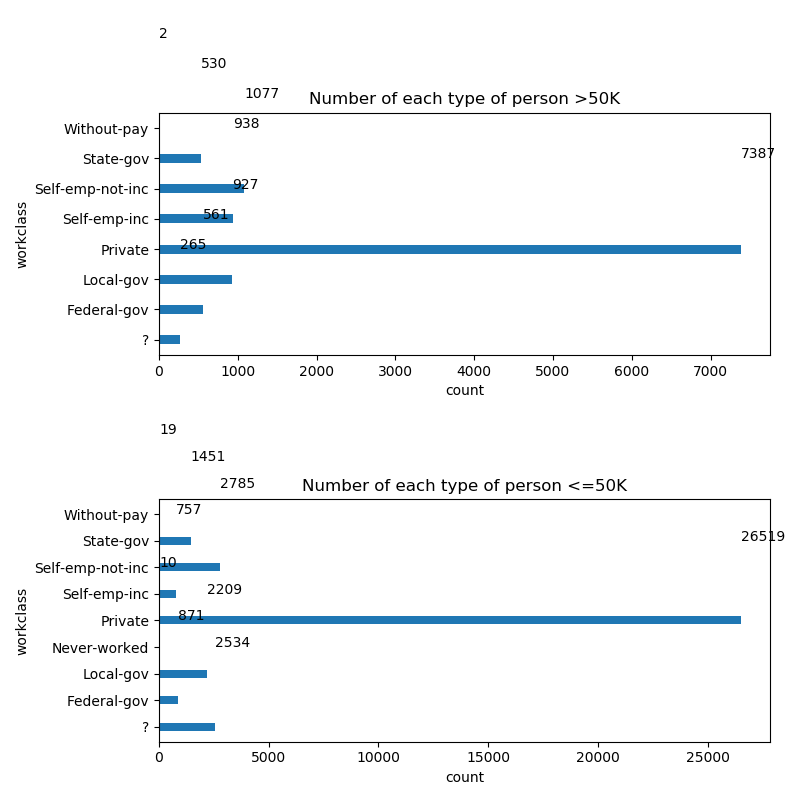 2
530
1077
Number of each type of person >50K
938
Without-pay
7387
State-gov
927
Self-emp-not-inc
561
Self-emp-inc
265
Private
Local-gov
Federal-gov
?
workclass
0 1000 2000 3000 4000 5000 6000 7000
count
19
1451
2785
Number of each type of person <=50K
757
Without-pay
26519
State-gov
10
Self-emp-not-inc
2209
Self-emp-inc
871
Private
2534
Never-worked
Local-gov
Federal-gov
?
workclass
0 5000 10000 15000 20000 25000
count